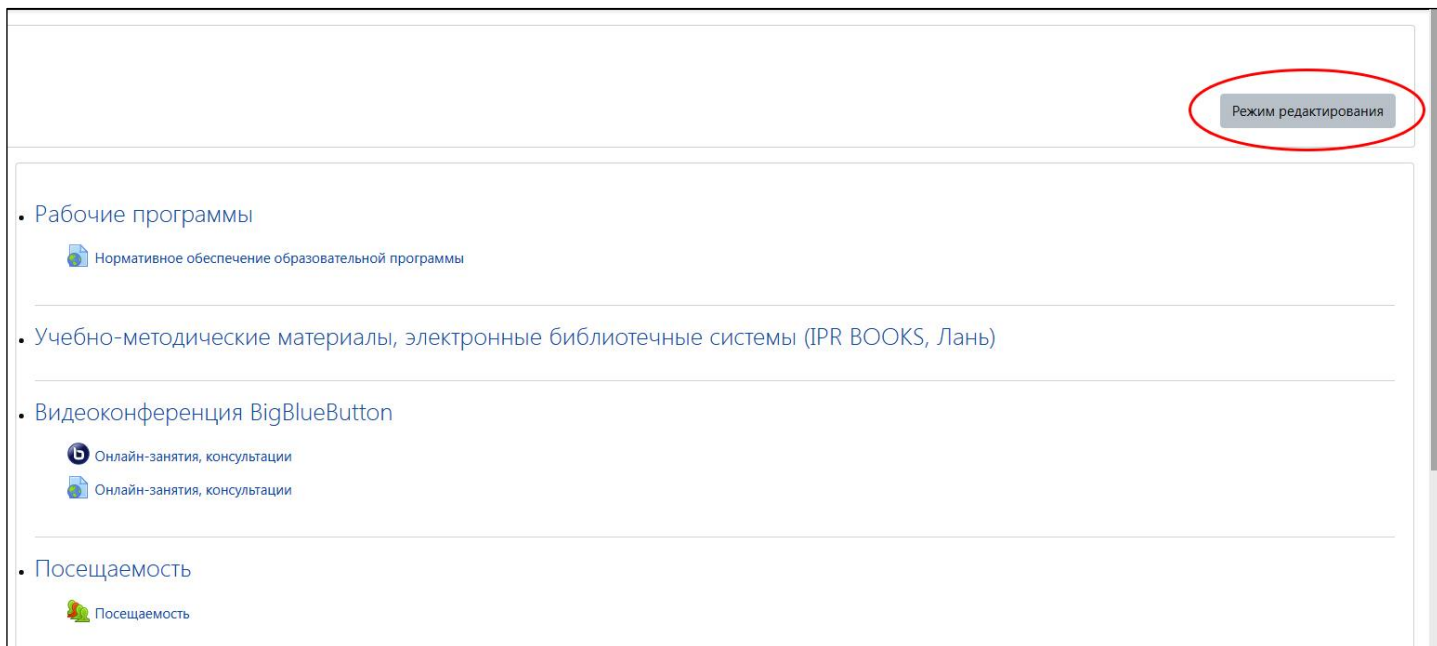 Режим редактирования
Рабочие программы
Нормативное обеспечение образовательной программы
Учебно-методические материалы, электронные библиотечные системы (IPR BOOKS, Лань)
Видеоконференция BigBlueButton
Онлайн-занятия, консультации
Онлайн-занятия, консультации
Посещаемость
Посещаемость